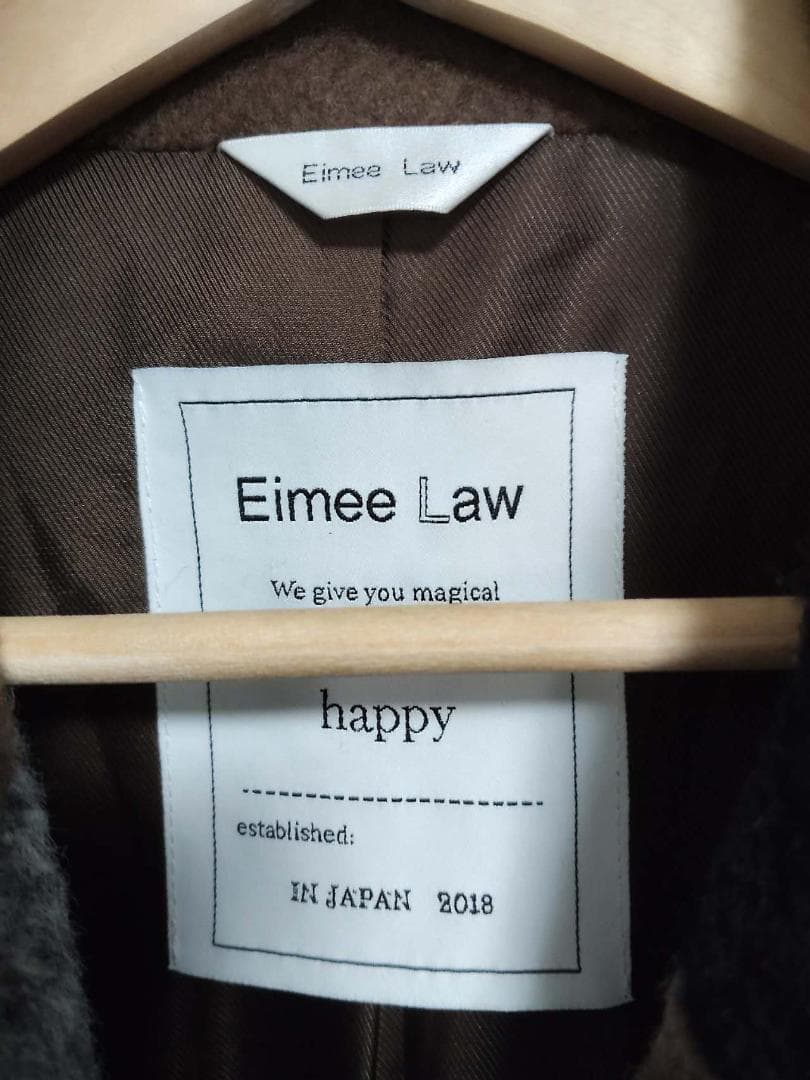 Eimee Law
Eimee Law
We give you magical
happy
established:
IN JAPAN 2018